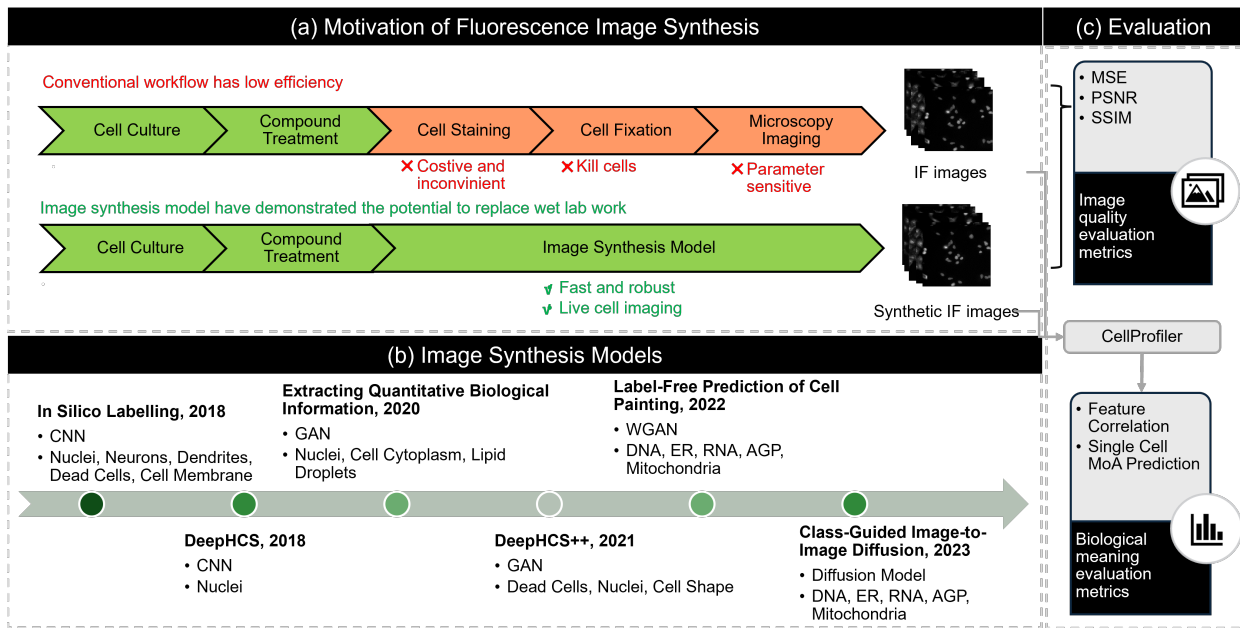 (a) Motivation of Fluorescence Image Synthesis
Conventional workflow has low efficiency
Cell Culture
Compound
Treatment
Cell Staining
Cell Fixation
Microscopy
Imaging
Costive and
inconvinient
Kill cells
Parameter
sensitive
IF images
Image synthesis model have demonstrated the potential to replace wet lab work
Cell Culture
Compound
Treatment
Image Synthesis Model
Fast and robust
Live cell imaging
Synthetic IF images
(b) Image Synthesis Models
In Silico Labelling, 2018
• CNN
• Nuclei, Neurons, Dendrites,
Dead Cells, Cell Membrane
Extracting Quantitative Biological
Information, 2020
• GAN
• Nuclei, Cell Cytoplasm, Lipid
Droplets
Label-Free Prediction of Cell
Painting, 2022
• WGAN
• DNA, ER, RNA, AGP,
Mitochondria
DeepHCS, 2018
• CNN
• Nuclei
DeepHCS++, 2021
• GAN
• Dead Cells, Nuclei, Cell Shape
Class-Guided Image-to-
Image Diffusion, 2023
• Diffusion Model
• DNA, ER, RNA, AGP,
Mitochondria
(c) Evaluation
• MSE
• PSNR
• SSIM
Image
quality
evaluation
metrics
CellProfiler
• Feature
Correlation
• Single Cell
MoA Prediction
Biological
meaning
evaluation
metrics